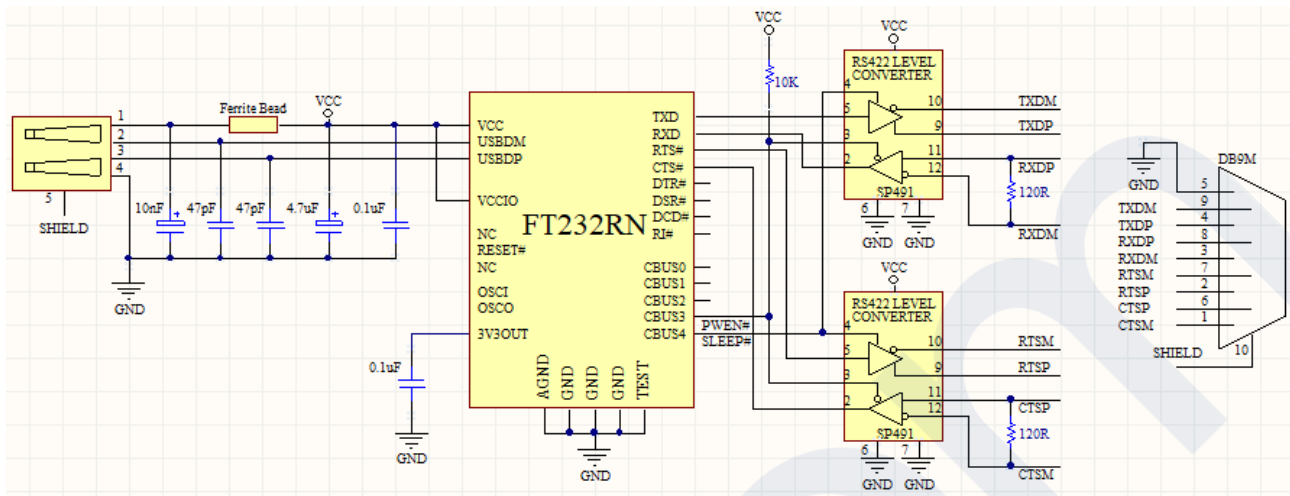 VCC
VCC
RS422 LEVEL
CONVERTER
4
10K
Ferrite Bead
VCC
1
2
3
4
5
SHIELD
10nF
+
47pF
47pF
4.7uF
+
0.1uF
GND
VCC
USBDM
USBDP
VCCIO
NC
RESET#
NC
OSCI
OSCO
3V3OUT
FT232RN
TXD
RXD
RTS#
CTS#
DTR#
DSR#
DCD#
RI#
CBUS0
CBUS1
CBUS2
CBUS3
CBUS4
PWEN#
SLEEP#
AGND
GND
GND
GND
TEST
GND
0.1uF
GND
5
3
2
10
9
11
12
TXDM
TXDP
RXDP
120R
RXDM
SP491
6
7
GND
GND
VCC
RS422 LEVEL
CONVERTER
4
5
3
2
10
9
11
12
RTSM
RTSP
CTSP
120R
CTSM
SP491
6
7
GND
GND
DB9M
GND
5
TXDM 9
TXDP 4
RXDP 8
RXDM 3
RTSM 7
RTSP 2
CTSP 6
CTSM 1
SHIELD
10